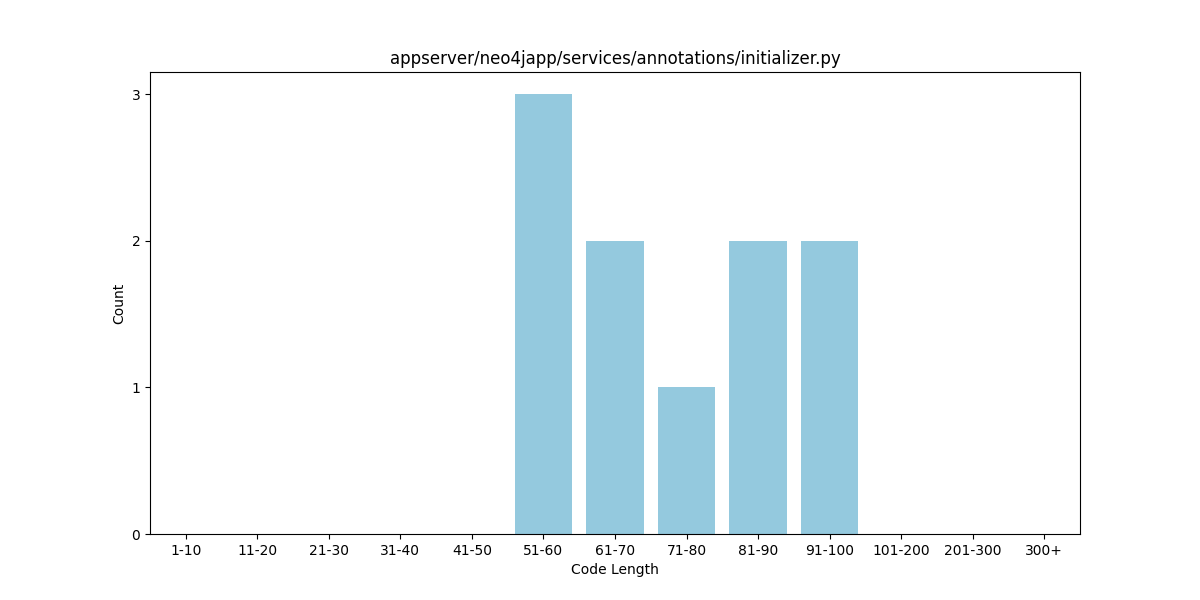 appserver/neo4japp/services/annotations/initializer.py
Count
3
2
1
0
1-10 11-20 21-30 31-40 41-50 51-60 61-70 71-80 81-90 91-100 101-200 201-300 300+
Code Length